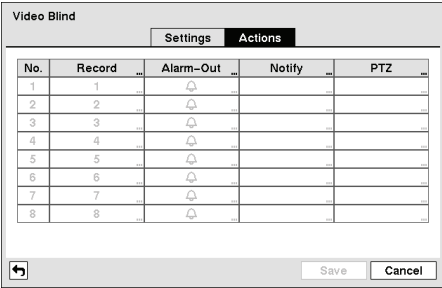 Video Blind
Settings Actions
No. Record ... Alarm-Out ... Notify ... PTZ ...
1 1 ... ... ... ...
2 2 ... ... ... ...
3 3 ... ... ... ...
4 4 ... ... ... ...
5 5 ... ... ... ...
6 6 ... ... ... ...
7 7 ... ... ... ...
8 8 ... ... ... ...
Save Cancel